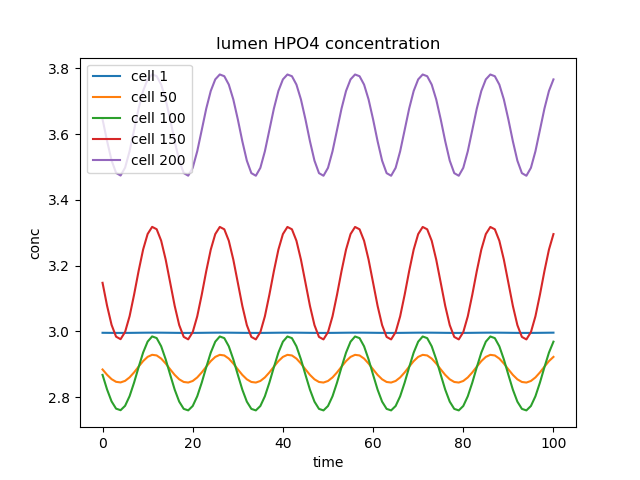 lumen HPO4 concentration
3.8
3.6
3.4
3.2
3.0
2.8
conc
cell 1
cell 50
cell 100
cell 150
cell 200
0
20
40
60
80
100
time